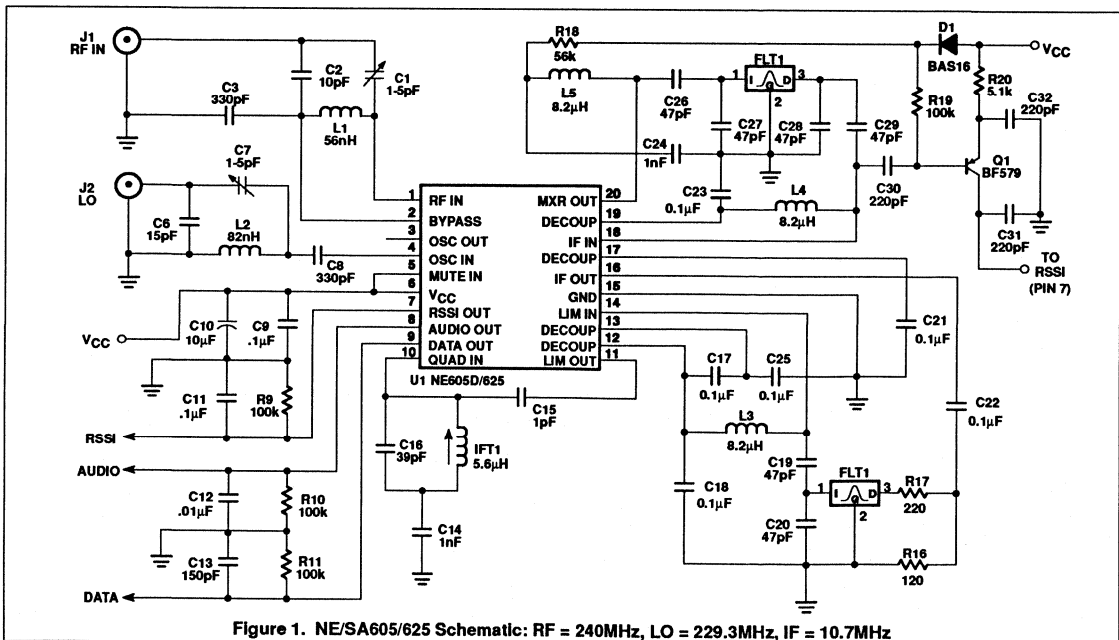 J1
RF IN
C3
330pF
C2
10pF
C1
1-5pF
L1
56nH
J2
LO
C7
1-5pF
C6
15pF
L2
82nH
C8
330pF
VCC
C10
10µF
C9
.1µF
C11
.1µF
R9
100k
RSSI
AUDIO
C12
.01µF
R10
100k
C13
150pF
R11
100k
DATA
1 RF IN
2 BYPASS
3 OSC OUT
4 OSC IN
5 MUTE IN
6 VCC
7 RSSI OUT
8 AUDIO OUT
9 DATA OUT
10 QUAD IN
MXR OUT 20
DECOUP 19
IF IN 18
DECOUP 17
IF OUT 16
GND 15
LIM IN 14
DECOUP 13
DECOUP 12
LIM OUT 11
U1 NE605D/625
C15
1pF
C16
39pF
IFT1
5.6µH
C14
1nF
R18
56k
L5
8.2µH
C26
47pF
FLT1
1 I D 3
2
C27
47pF
C28
47pF
C29
47pF
C24
1nF
C23
0.1µF
L4
8.2µH
C30
220pF
D1
BAS16
VCC
R19
100k
R20
5.1k
C32
220pF
Q1
BF579
C31
220pF
TO
RSSI
(PIN 7)
C21
0.1µF
C17
0.1µF
C25
0.1µF
C22
0.1µF
L3
8.2µH
C18
0.1µF
C19
47pF
C20
47pF
FLT1
1 I D 3
2
R17
220
R16
120
Figure 1. NE/SA605/625 Schematic: RF = 240MHz, LO = 229.3MHz, IF = 10.7MHz